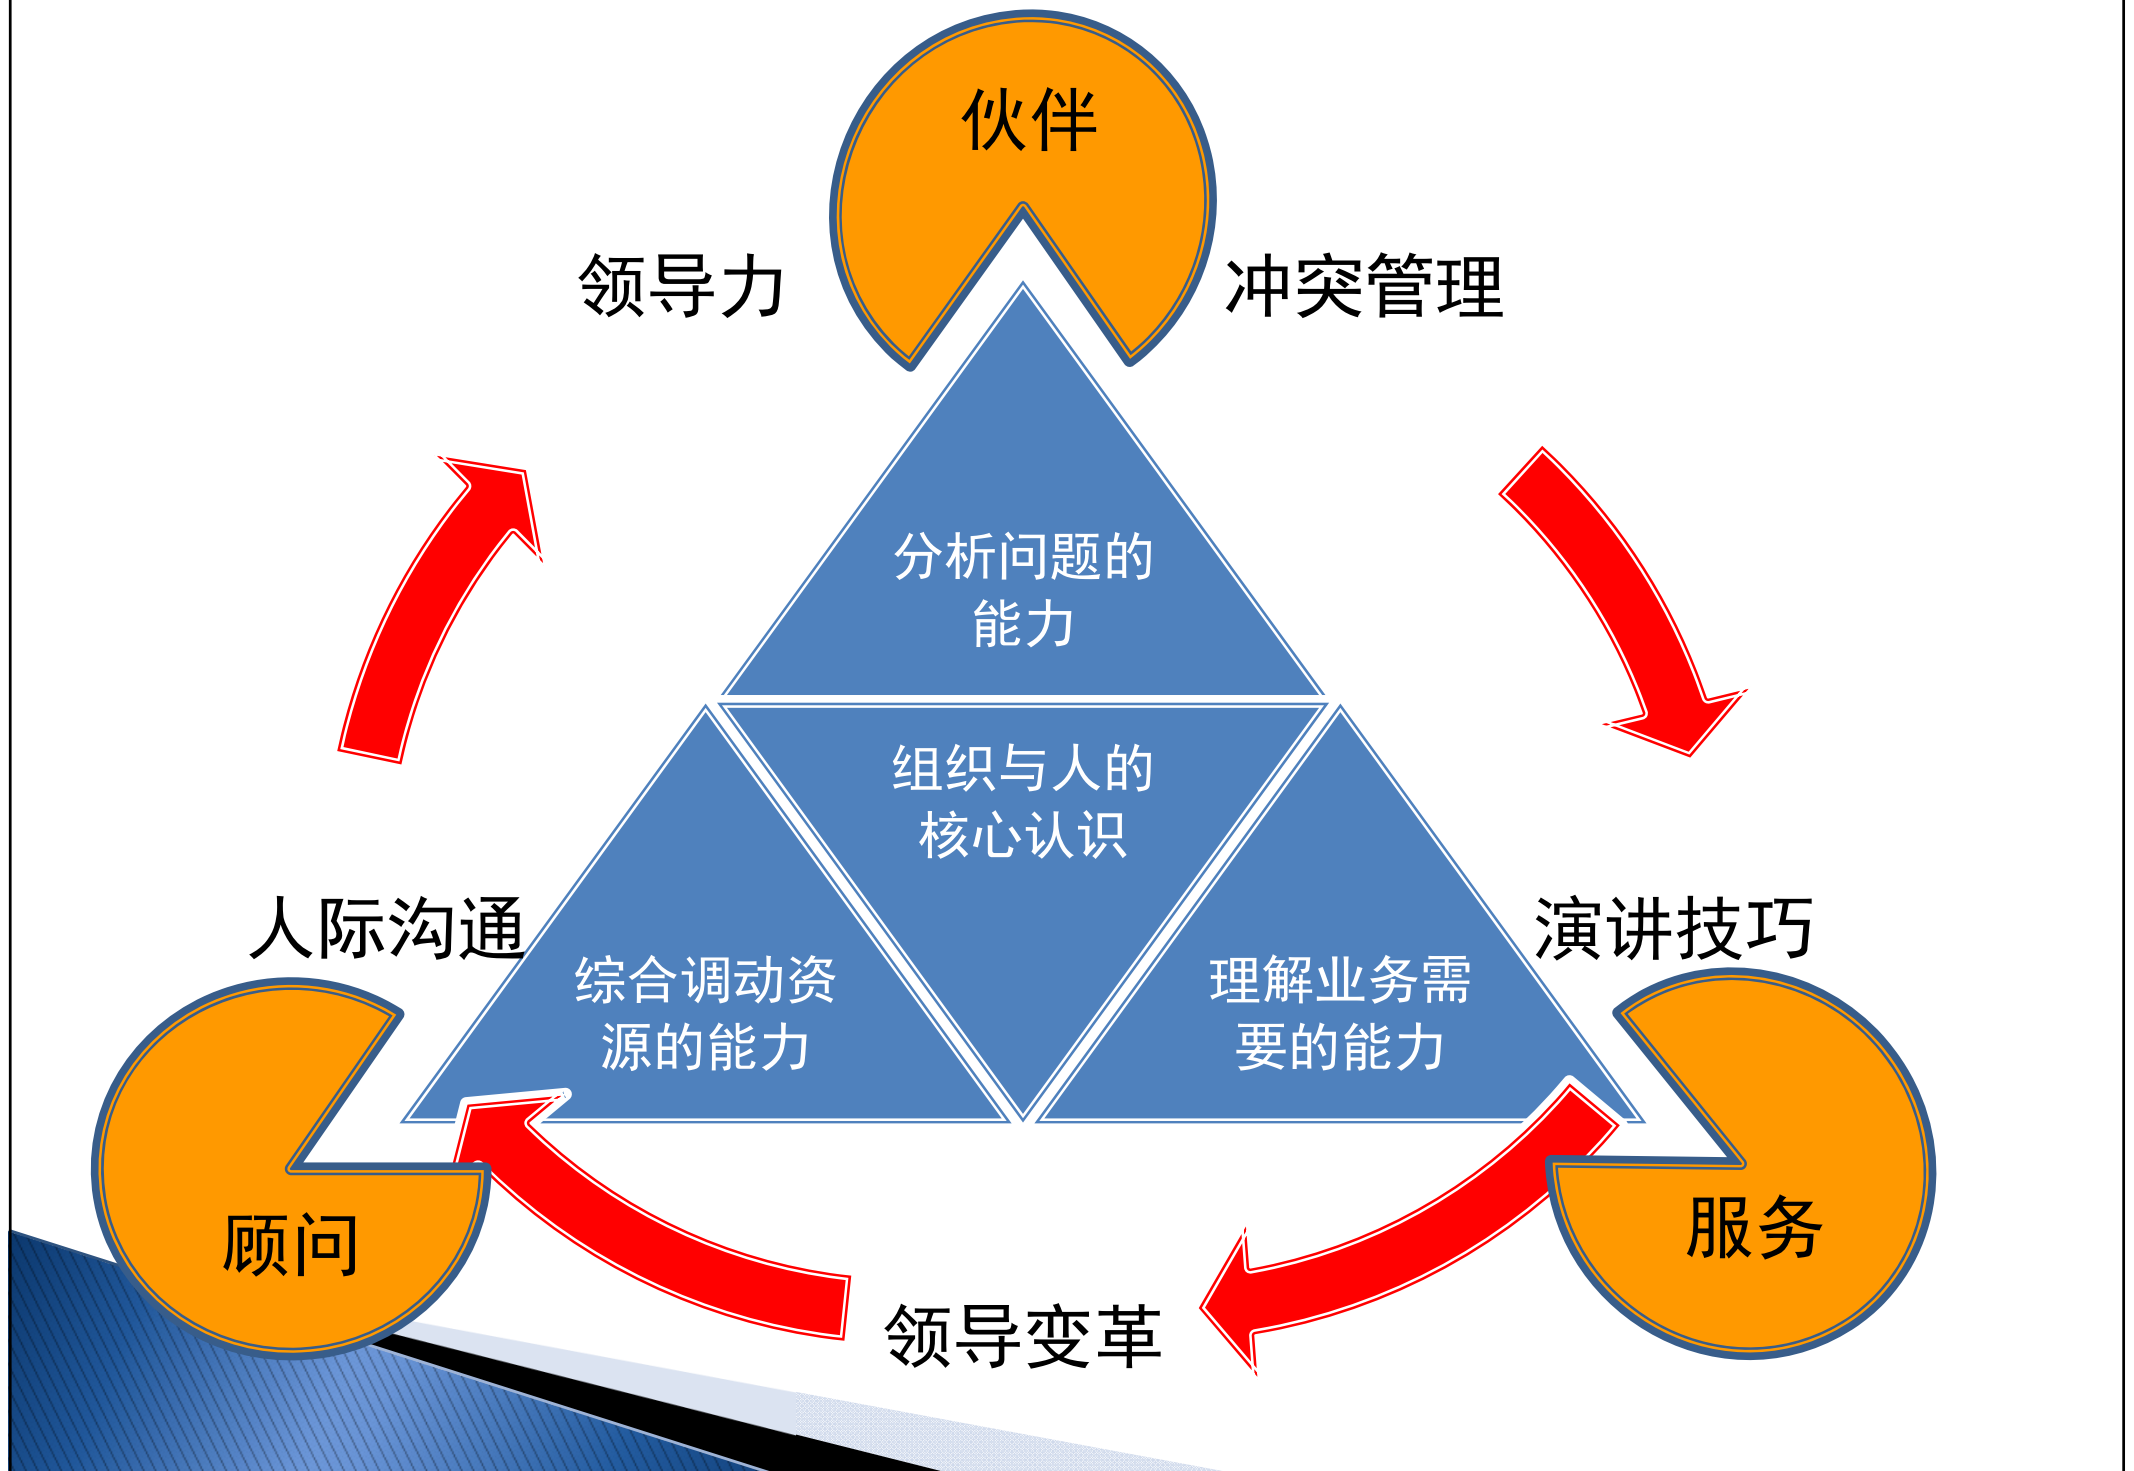 伙伴
领导力
冲突管理
分析问题的
能力
组织与人的
核心认识
人际沟通
演讲技巧
综合调动资
源的能力
理解业务需
要的能力
顾问
服务
领导变革